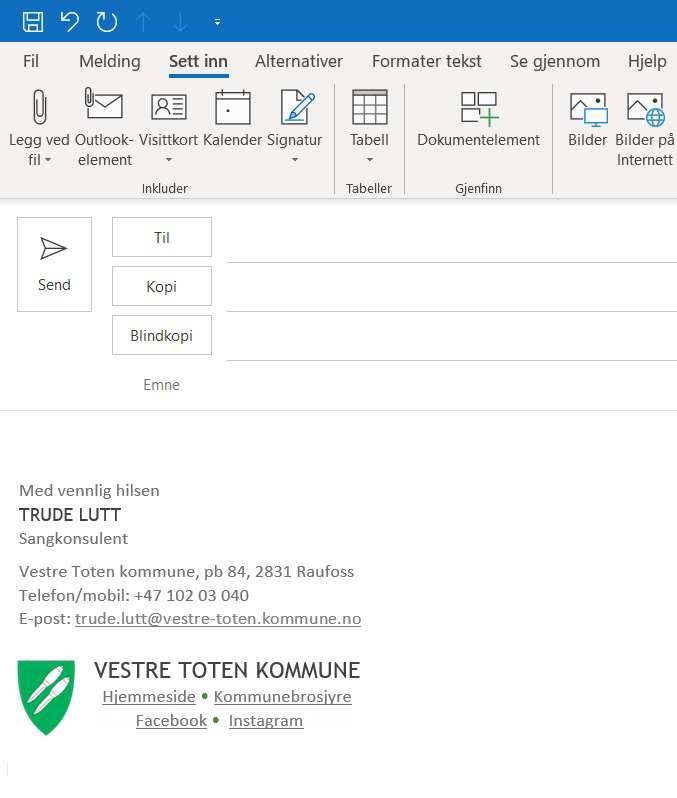 Fil Melding Sett inn Alternativer Formater tekst Se gjennom Hjelp
Legg ved fil
Outlook-element
Visittkort
Kalender
Signatur
Tabell
Dokumentelement
Bilder
Bilder på Internett
Inkluder Tabeller Gjenfinn
Send
Til
Kopi
Blindkopi
Emne
Med vennlig hilsen
TRUDE LUTT
Sangkonsulent
Vestre Toten kommune, pb 84, 2831 Raufoss
Telefon/mobil: +47 102 03 040
E-post: trude.lutt@vestre-toten.kommune.no
VESTRE TOTEN KOMMUNE
Hjemmeside • Kommunebrosjyre
Facebook • Instagram